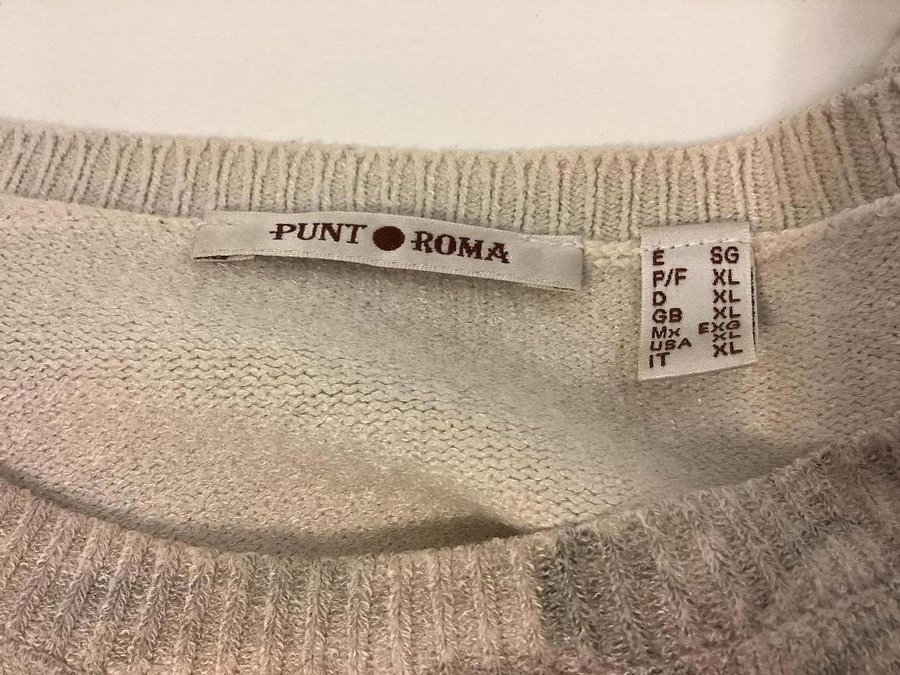 PUNT ROMA
E SG
P/F XL
D XL
GB XL
Mx EXG
USA XL
IT XL